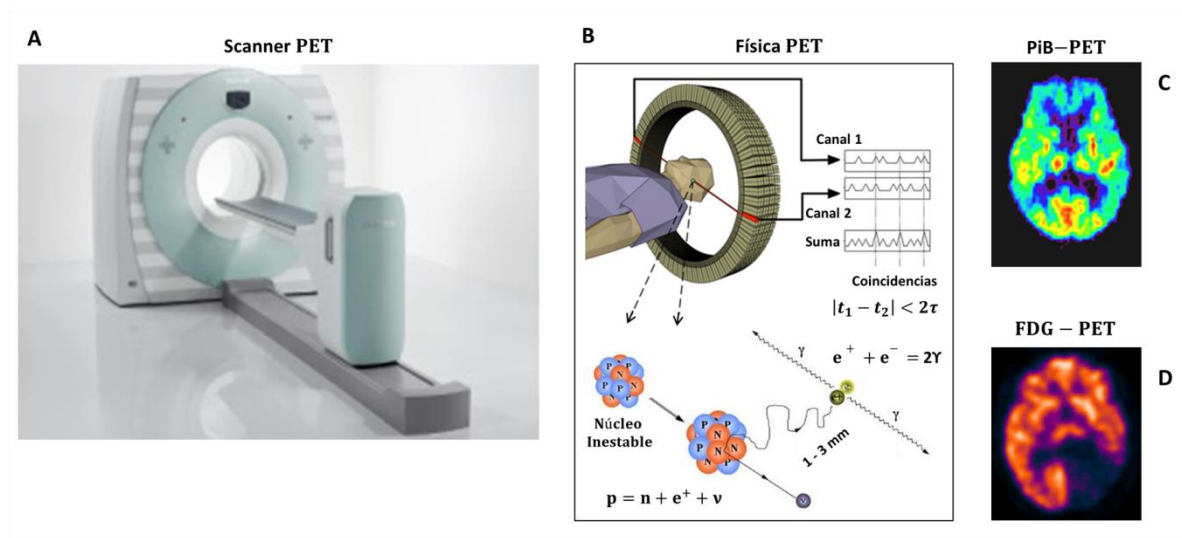 A
Scanner PET
B
Física PET
Canal 1
Canal 2
Suma
Coincidencias
|t₁ − t₂| < 2τ
γ
e⁺ + e⁻ = 2ϒ
γ
1 - 3 mm
P
N
P
N
P
P
N
Núcleo
Inestable
P
P
N
P
N
N
N
P
p = n + e⁺ + ν
PiB−PET
C
FDG − PET
D